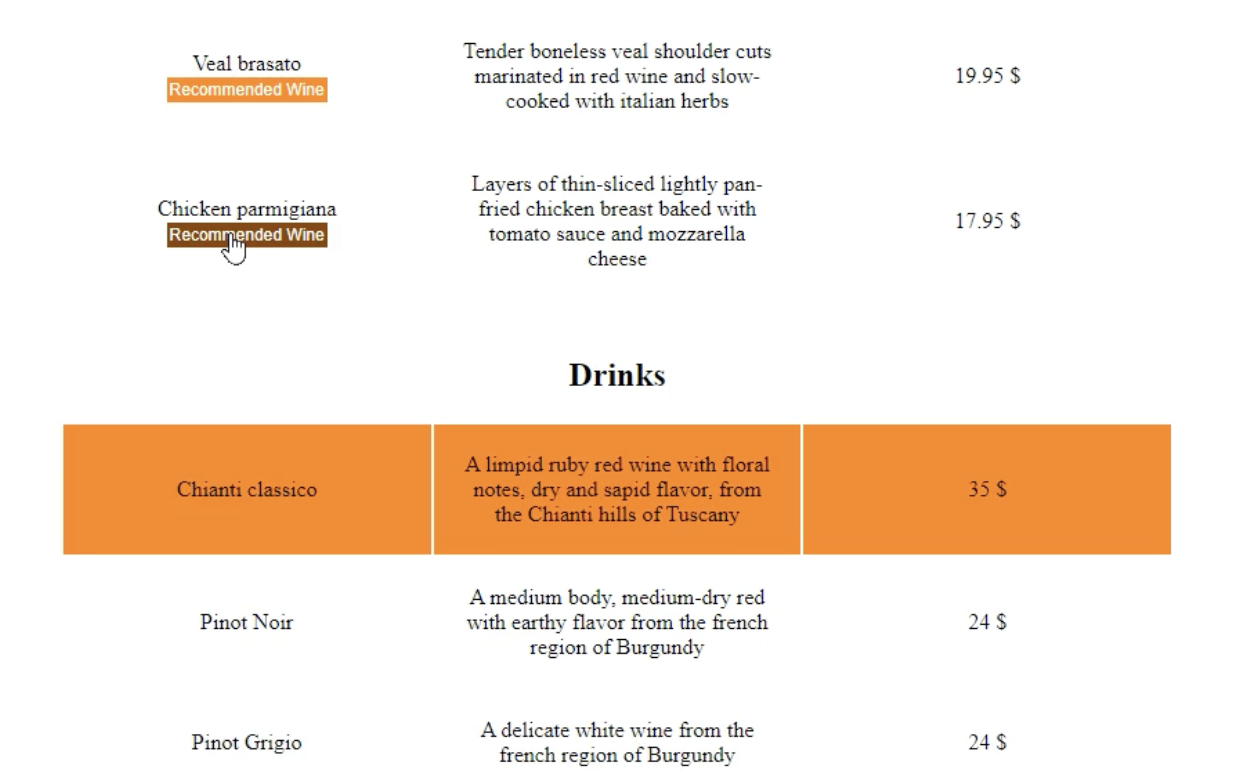 Veal brasato
Recommended Wine
Tender boneless veal shoulder cuts
marinated in red wine and slow-
cooked with italian herbs
19.95 $
Chicken parmigiana
Recommended Wine
Layers of thin-sliced lightly pan-
fried chicken breast baked with
tomato sauce and mozzarella
cheese
17.95 $
Drinks
Chianti classico
A limpid ruby red wine with floral
notes, dry and sapid flavor, from
the Chianti hills of Tuscany
35 $
Pinot Noir
A medium body, medium-dry red
with earthy flavor from the french
region of Burgundy
24 $
Pinot Grigio
A delicate white wine from the
french region of Burgundy
24 $